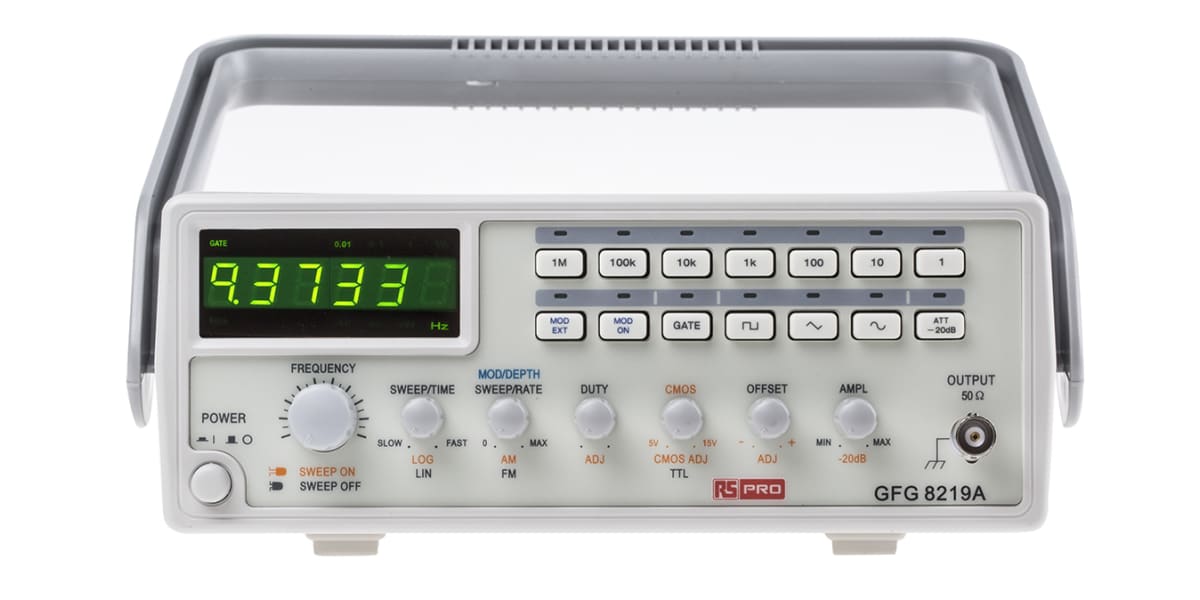 GATE 0.01
9.3733
Hz
1M 100k 10k 1k 100 10 1
MOD EXT
MOD ON
GATE
ATT -20dB
FREQUENCY
MOD/DEPTH
SWEEP/TIME SWEEP/RATE DUTY CMOS OFFSET AMPL
OUTPUT
50 Ω
POWER
SLOW FAST 0 MAX 5V 15V - + MIN MAX
LOG AM ADJ CMOS ADJ ADJ -20dB
LIN FM TTL
SWEEP ON
SWEEP OFF
RS PRO
GFG 8219A